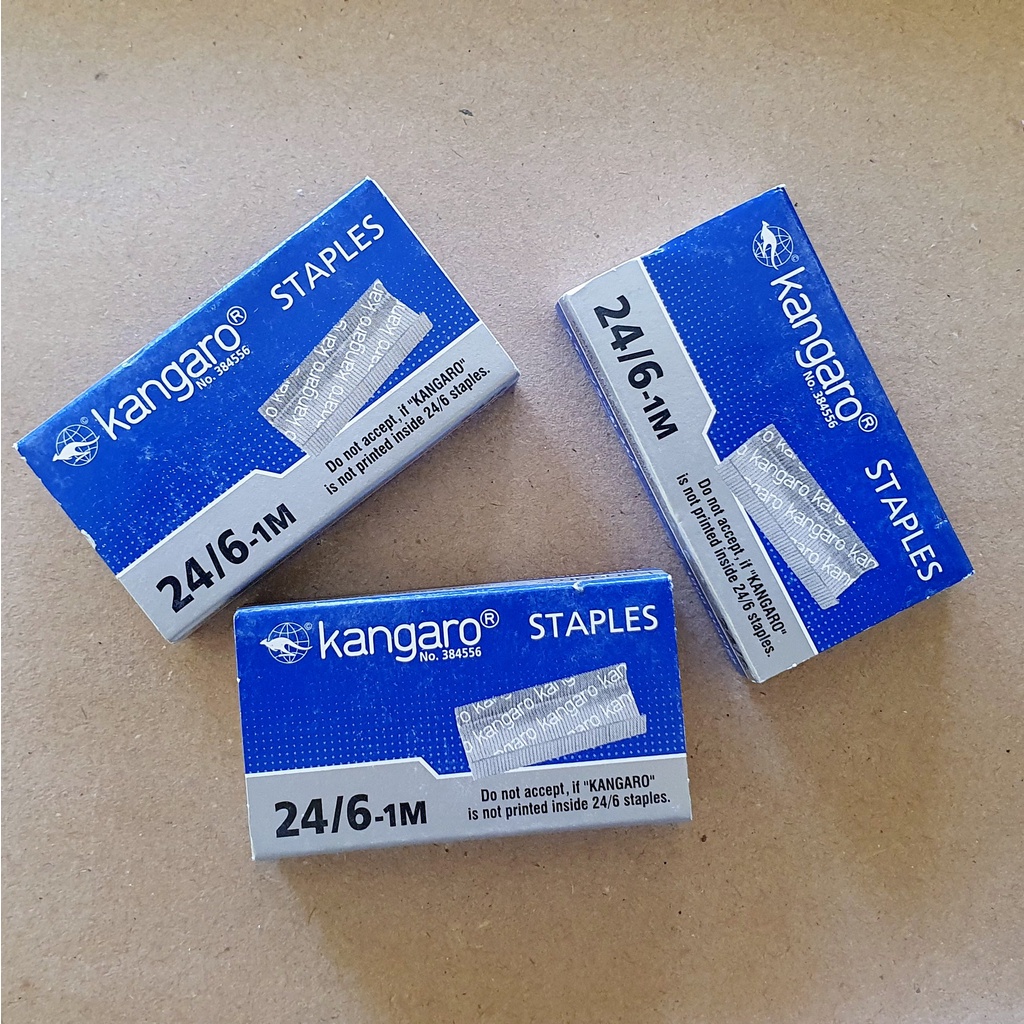 kangaro®
No. 384556
STAPLES
Do not accept, if "KANGARO"
is not printed inside 24/6 staples.
24/6-1M
©
kangaro®
No. 384556
STAPLES
24/6-1M
Do not accept, if "KANGARO"
is not printed inside 24/6 staples.
©
kangaro®
No. 384556
STAPLES
kangaro kangaro
24/6-1M
Do not accept, if "KANGARO"
is not printed inside 24/6 staples.